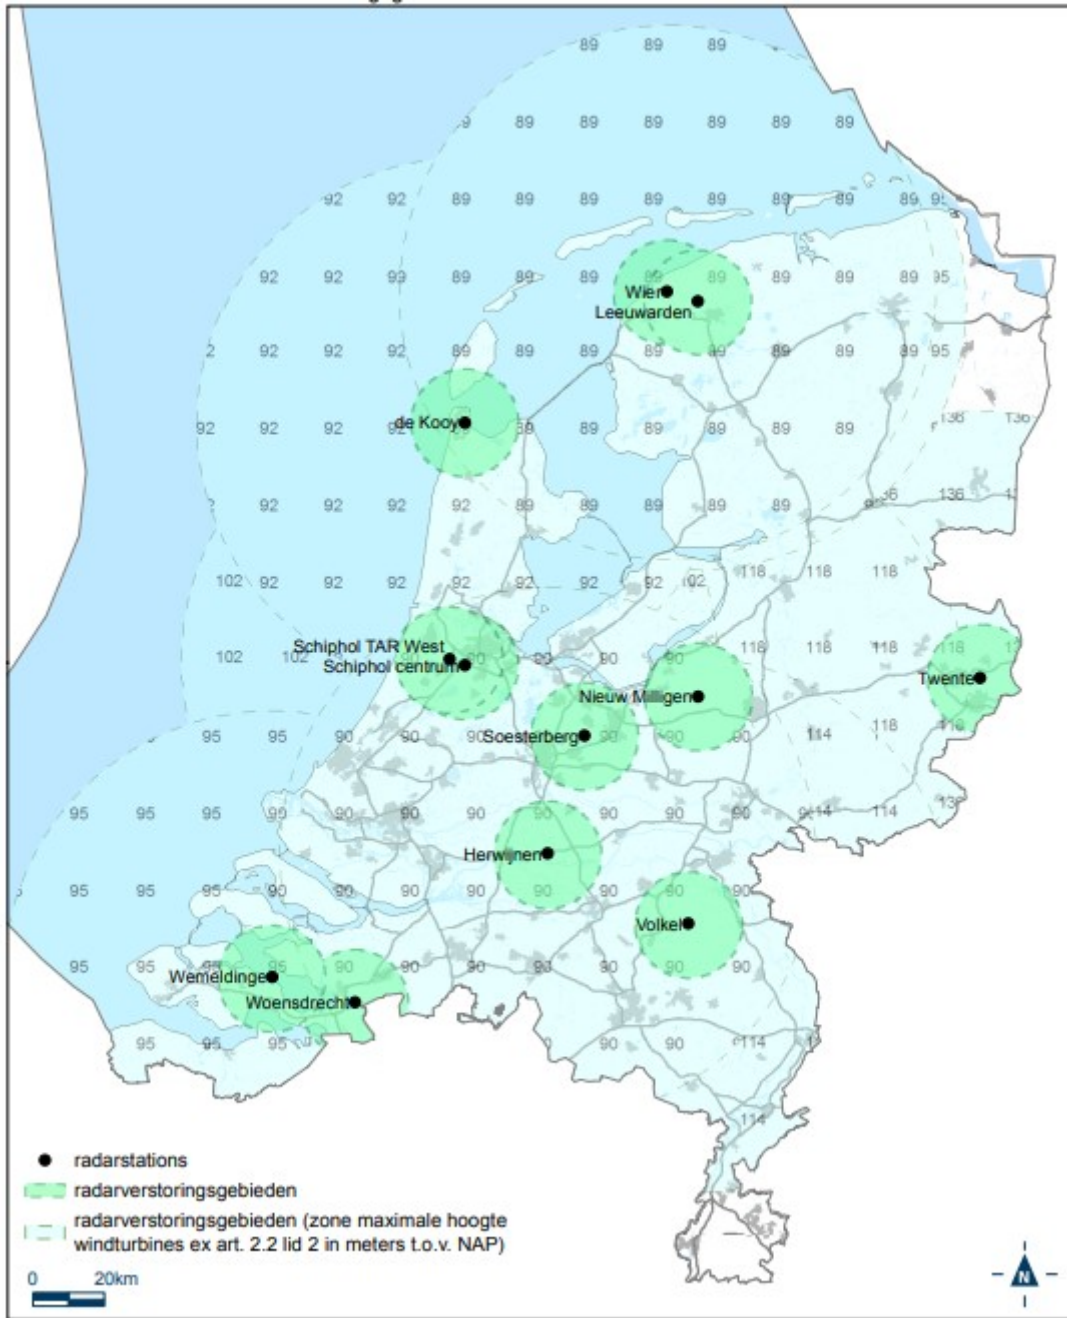 89 89 89
89 89 89 89 89 89
92 92 89 89 89 89 89 89 89
92 92 93 89 89 89 89 89 89 89 95
Wier
Leeuwarden
92 92 92 89 89 89 89 89 89 89 95
136 136
de Kooy
92 92 92 92 89 89 89 89 89
92 92 92 92 89 89 89 89 89 136
102 92 92 92 92 92 92 92 102 118 118 118
Schiphol TAR West
Schiphol centrum
102 102 90 90 90 90 118 118 118 118
Nieuw Milligen
Twente
Soesterberg
95 95 90 90 90 90 90 114 118 118
95 95 95 95 90 90 90 90 90 90 90 114 114
Herwijnen
95 95 95 95 90 90 90 90 90 90 90
Volkel
95 95 95 95 90 90 90 90 90 90
Wemeldinge
Woensdrecht
95 95 95 90 90 114
114
radarstations
radarverstoringsgebieden
radarverstoringsgebieden (zone maximale hoogte
windturbines ex art. 2.2 lid 2 in meters t.o.v. NAP)
0 20km
N